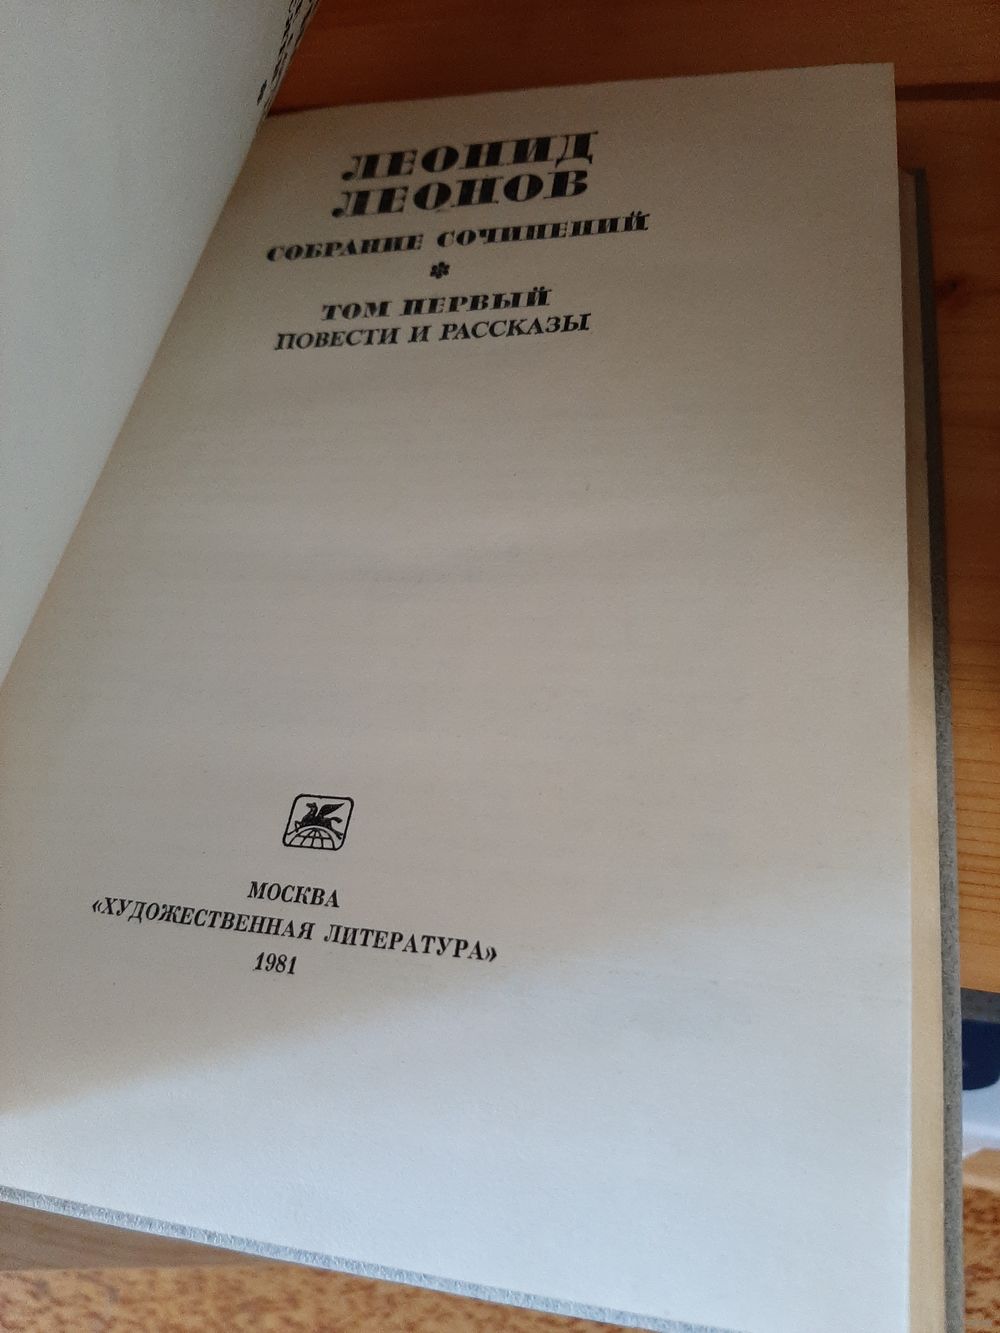 ЛЕОНИД
ЛЕОНОВ
СОБРАНИЕ СОЧИНЕНИЙ
*
ТОМ ПЕРВЫЙ
ПОВЕСТИ И РАССКАЗЫ
МОСКВА
«ХУДОЖЕСТВЕННАЯ ЛИТЕРАТУРА»
1981